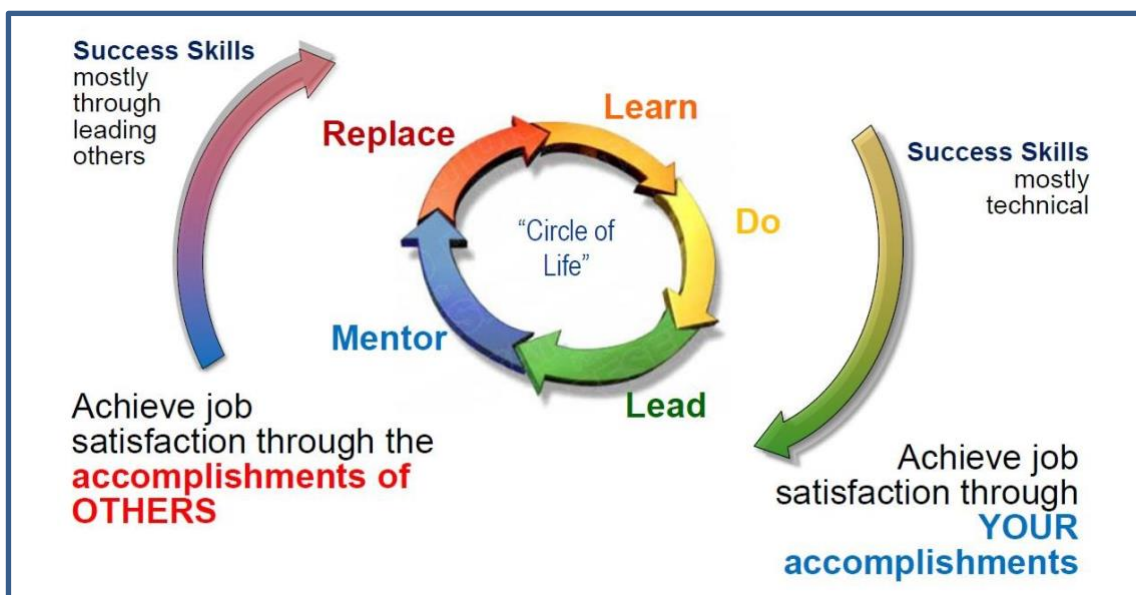 Success Skills
mostly
through
leading
others
Replace
Learn
Do
Lead
Mentor
“Circle of
Life”
Success Skills
mostly
technical
Achieve job
satisfaction through the
accomplishments of
OTHERS
Achieve job
satisfaction through
YOUR
accomplishments